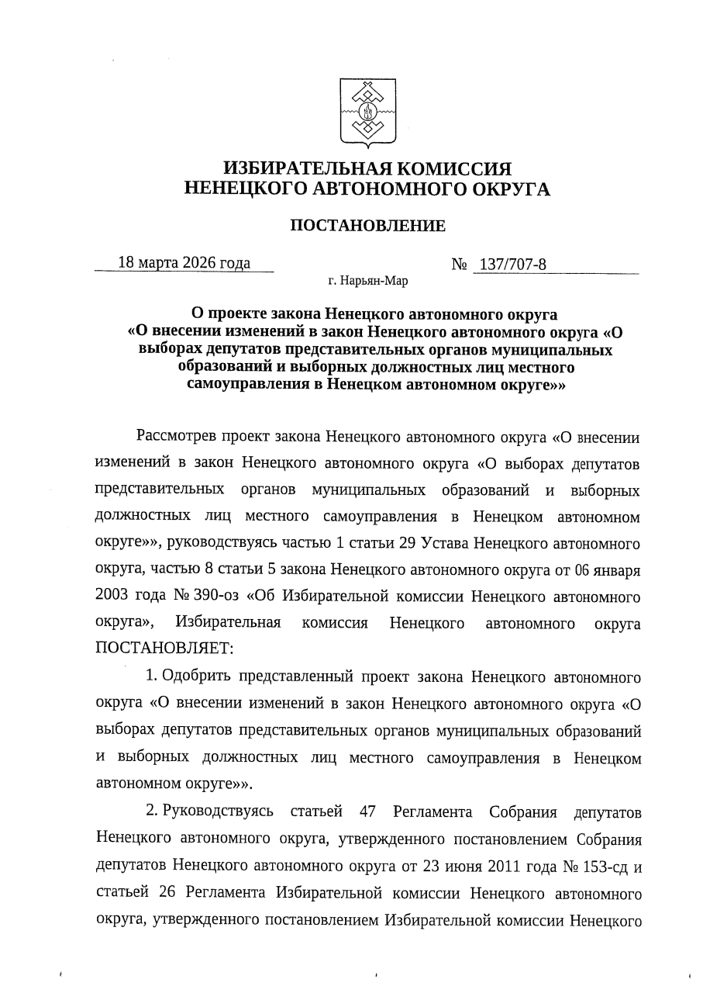 ИЗБИРАТЕЛЬНАЯ КОМИССИЯ
НЕНЕЦКОГО АВТОНОМНОГО ОКРУГА
ПОСТАНОВЛЕНИЕ
18 марта 2026 года № 137/707-8
г. Нарьян-Мар
О проекте закона Ненецкого автономного округа
«О внесении изменений в закон Ненецкого автономного округа «О
выборах депутатов представительных органов муниципальных
образований и выборных должностных лиц местного
самоуправления в Ненецком автономном округе»»
Рассмотрев проект закона Ненецкого автономного округа «О внесении
изменений в закон Ненецкого автономного округа «О выборах депутатов
представительных органов муниципальных образований и выборных
должностных лиц местного самоуправления в Ненецком автономном
округе»», руководствуясь частью 1 статьи 29 Устава Ненецкого автономного
округа, частью 8 статьи 5 закона Ненецкого автономного округа от 06 января
2003 года № 390-оз «Об Избирательной комиссии Ненецкого автономного
округа», Избирательная комиссия Ненецкого автономного округа
ПОСТАНОВЛЯЕТ:
1. Одобрить представленный проект закона Ненецкого автономного
округа «О внесении изменений в закон Ненецкого автономного округа «О
выборах депутатов представительных органов муниципальных образований
и выборных должностных лиц местного самоуправления в Ненецком
автономном округе»».
2. Руководствуясь статьей 47 Регламента Собрания депутатов
Ненецкого автономного округа, утвержденного постановлением Собрания
депутатов Ненецкого автономного округа от 23 июня 2011 года № 153-сд и
статьей 26 Регламента Избирательной комиссии Ненецкого автономного
округа, утвержденного постановлением Избирательной комиссии Ненецкого